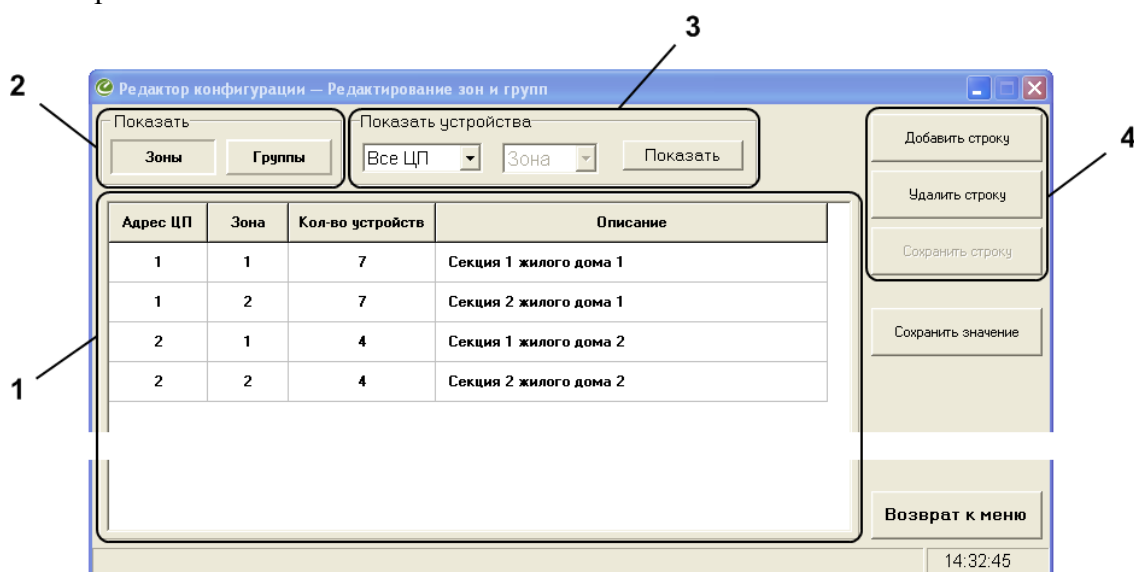 3
2
Редактор конфигурации — Редактирование зон и групп
Показать
Показать устройства
Зоны
Группы
Все ЦП
Зона
Показать
Добавить строку
4
Удалить строку
Сохранить строку
Адрес ЦП Зона Кол-во устройств Описание
1 1 7 Секция 1 жилого дома 1
1 2 7 Секция 2 жилого дома 1
2 1 4 Секция 1 жилого дома 2
2 2 4 Секция 2 жилого дома 2
Сохранить значение
1
Возврат к меню
14:32:45